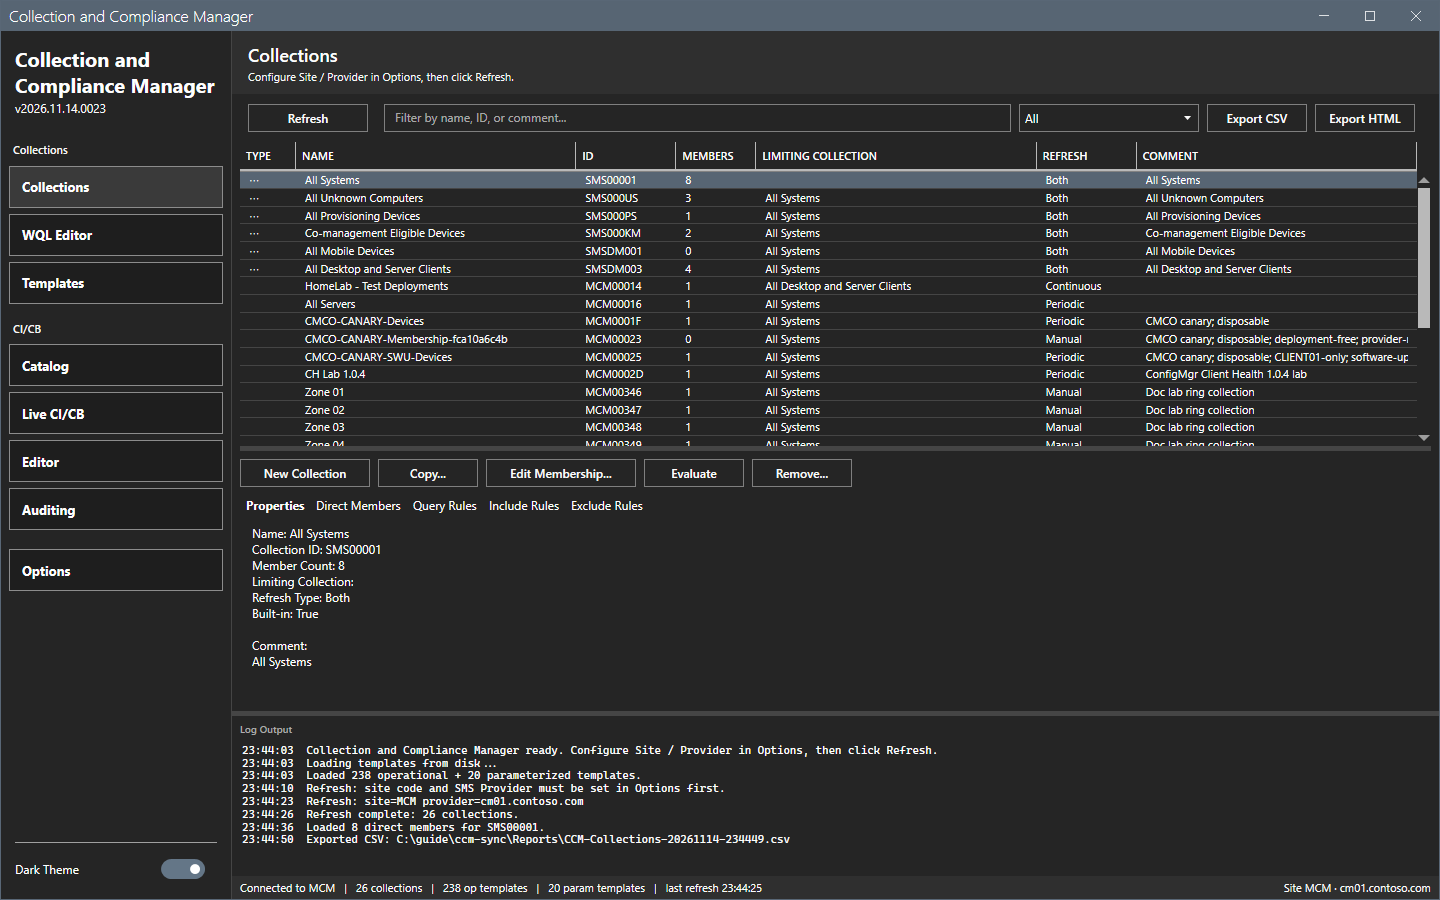 Collection and Compliance Manager
Collection and
Compliance Manager
v2026.11.14.0023
Collections
Collections
WQL Editor
Templates
CI/CB
Catalog
Live CI/CB
Editor
Auditing
Options
Dark Theme
Collections
Configure Site / Provider in Options, then click Refresh.
Refresh
Filter by name, ID, or comment...
All
Export CSV
Export HTML
TYPE NAME ID MEMBERS LIMITING COLLECTION REFRESH COMMENT
... All Systems SMS00001 8 Both All Systems
... All Unknown Computers SMS000US 3 All Systems Both All Unknown Computers
... All Provisioning Devices SMS000PS 1 All Systems Both All Provisioning Devices
... Co-management Eligible Devices SMS000KM 2 All Systems Both Co-management Eligible Devices
... All Mobile Devices SMSDM001 0 All Systems Both All Mobile Devices
... All Desktop and Server Clients SMSDM003 4 All Systems Both All Desktop and Server Clients
HomeLab - Test Deployments MCM00014 1 All Desktop and Server Clients Continuous
All Servers MCM00016 1 All Systems Periodic
CMCO-CANARY-Devices MCM0001F 1 All Systems Periodic CMCO canary; disposable
CMCO-CANARY-Membership-fca10a6c4b MCM00023 0 All Systems Manual CMCO canary; disposable; deployment-free; provider-
CMCO-CANARY-SWU-Devices MCM00025 1 All Systems Periodic CMCO canary; disposable; CLIENT01-only; software-up
CH Lab 1.0.4 MCM0002D 1 All Systems Periodic ConfigMgr Client Health 1.0.4 lab
Zone 01 MCM00346 1 All Systems Manual Doc lab ring collection
Zone 02 MCM00347 1 All Systems Manual Doc lab ring collection
Zone 03 MCM00348 1 All Systems Manual Doc lab ring collection
Zone 04 MCM00349 1 All Systems Manual Doc lab ring collection
New Collection
Copy...
Edit Membership...
Evaluate
Remove...
Properties Direct Members Query Rules Include Rules Exclude Rules
Name: All Systems
Collection ID: SMS00001
Member Count: 8
Limiting Collection:
Refresh Type: Both
Built-in: True
Comment:
All Systems
Log Output
23:44:03 Collection and Compliance Manager ready. Configure Site / Provider in Options, then click Refresh.
23:44:03 Loading templates from disk...
23:44:03 Loaded 238 operational + 20 parameterized templates.
23:44:10 Refresh: site code and SMS Provider must be set in Options first.
23:44:23 Refresh: site=MCM provider=cm01.contoso.com
23:44:26 Refresh complete: 26 collections.
23:44:36 Loaded 8 direct members for SMS00001.
23:44:50 Exported CSV: C:\guide\ccm-sync\Reports\CCM-Collections-20261114-234449.csv
Connected to MCM | 26 collections | 238 op templates | 20 param templates | last refresh 23:44:25
Site MCM · cm01.contoso.com